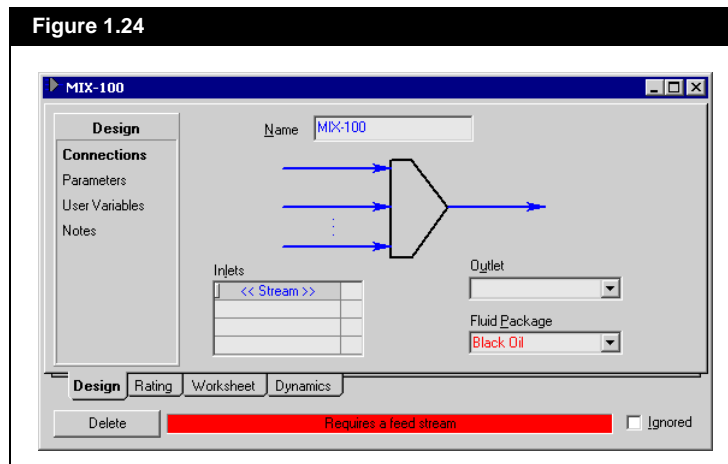 Figure 1.24
MIX-100
Design
Connections
Parameters
User Variables
Notes
Name MIX-100
Inlets
<< Stream >>
Outlet
Fluid Package
Black Oil
Design Rating Worksheet Dynamics
Delete Requires a feed stream Ignored